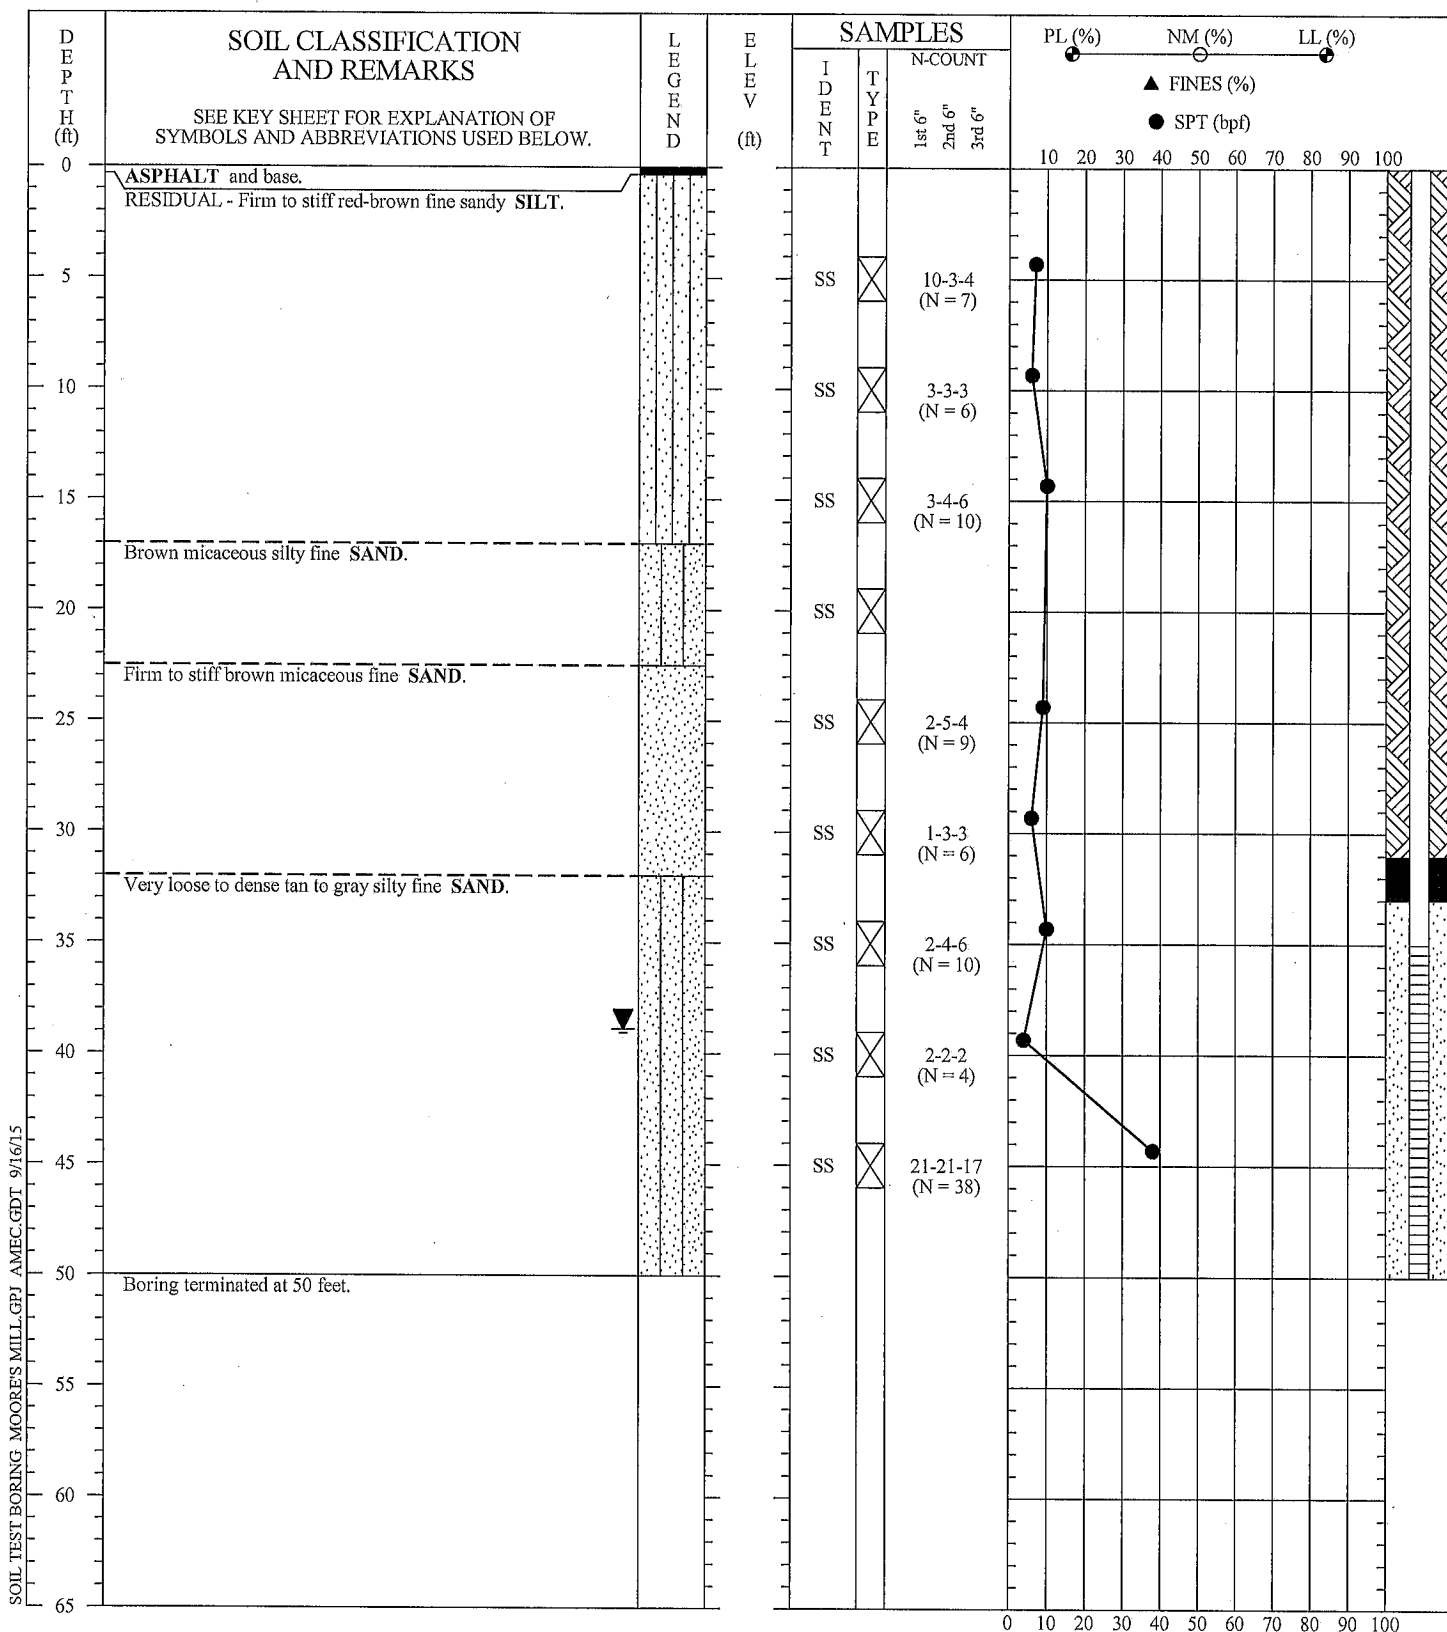 DEPTH (ft)
SOIL CLASSIFICATION
AND REMARKS
SEE KEY SHEET FOR EXPLANATION OF
SYMBOLS AND ABBREVIATIONS USED BELOW.
LEGEND
ELEV (ft)
SAMPLES
IDENT
TYPE
N-COUNT
1st 6"
2nd 6"
3rd 6"
PL (%) NM (%) LL (%)
▲ FINES (%)
● SPT (bpf)
10 20 30 40 50 60 70 80 90 100
0
ASPHALT and base.
RESIDUAL - Firm to stiff red-brown fine sandy SILT.
5
SS
10-3-4
(N = 7)
10
SS
3-3-3
(N = 6)
15
SS
3-4-6
(N = 10)
Brown micaceous silty fine SAND.
20
SS
Firm to stiff brown micaceous fine SAND.
25
SS
2-5-4
(N = 9)
30
SS
1-3-3
(N = 6)
Very loose to dense tan to gray silty fine SAND.
35
SS
2-4-6
(N = 10)
40
SS
2-2-2
(N = 4)
45
SS
21-21-17
(N = 38)
50
Boring terminated at 50 feet.
55
60
65
0 10 20 30 40 50 60 70 80 90 100
SOIL TEST BORING MOORE'S MILL.GPJ AMEC.GDT 9/16/15